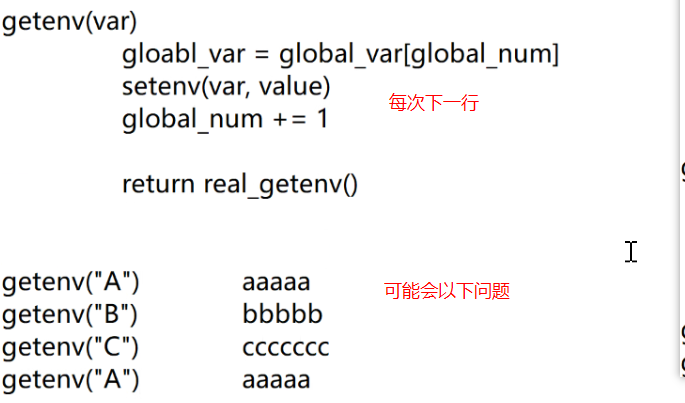 getenv(var)
gloabl_var = global_var[global_num]
setenv(var, value)
每次下一行
global_num += 1
return real_getenv()
getenv("A") aaaaa
可能会以下问题
getenv("B") bbbbb
getenv("C") ccccccc
getenv("A") aaaaa